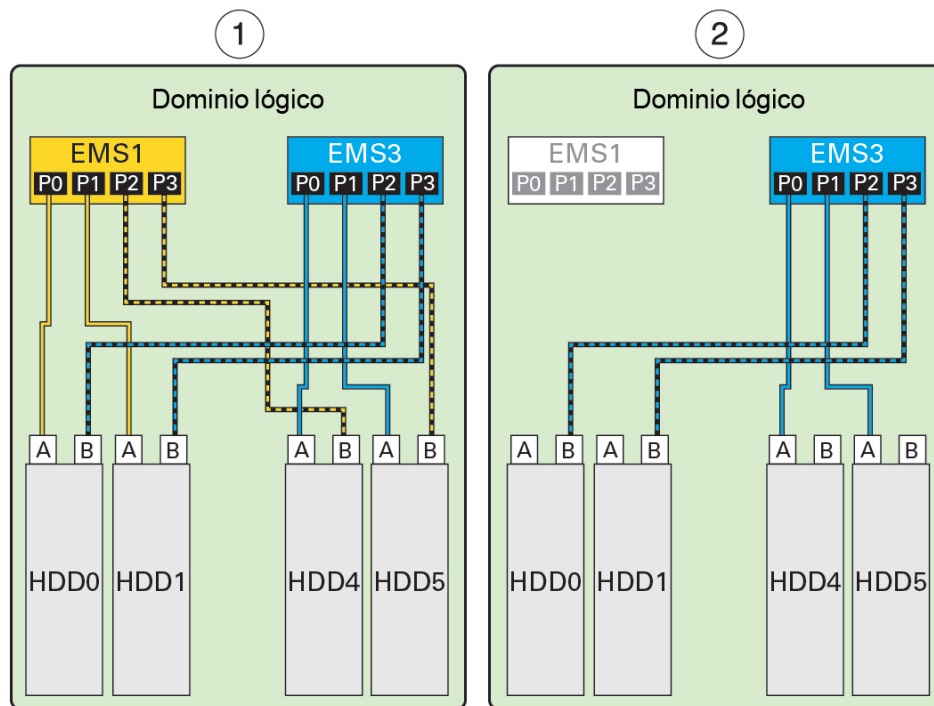 1 2
Dominio lógico Dominio lógico
EMS1 EMS3 EMS1 EMS3
P0 P1 P2 P3 P0 P1 P2 P3 P0 P1 P2 P3 P0 P1 P2 P3
A B A B A B A B A B A B A B A B
HDD0 HDD1 HDD4 HDD5 HDD0 HDD1 HDD4 HDD5